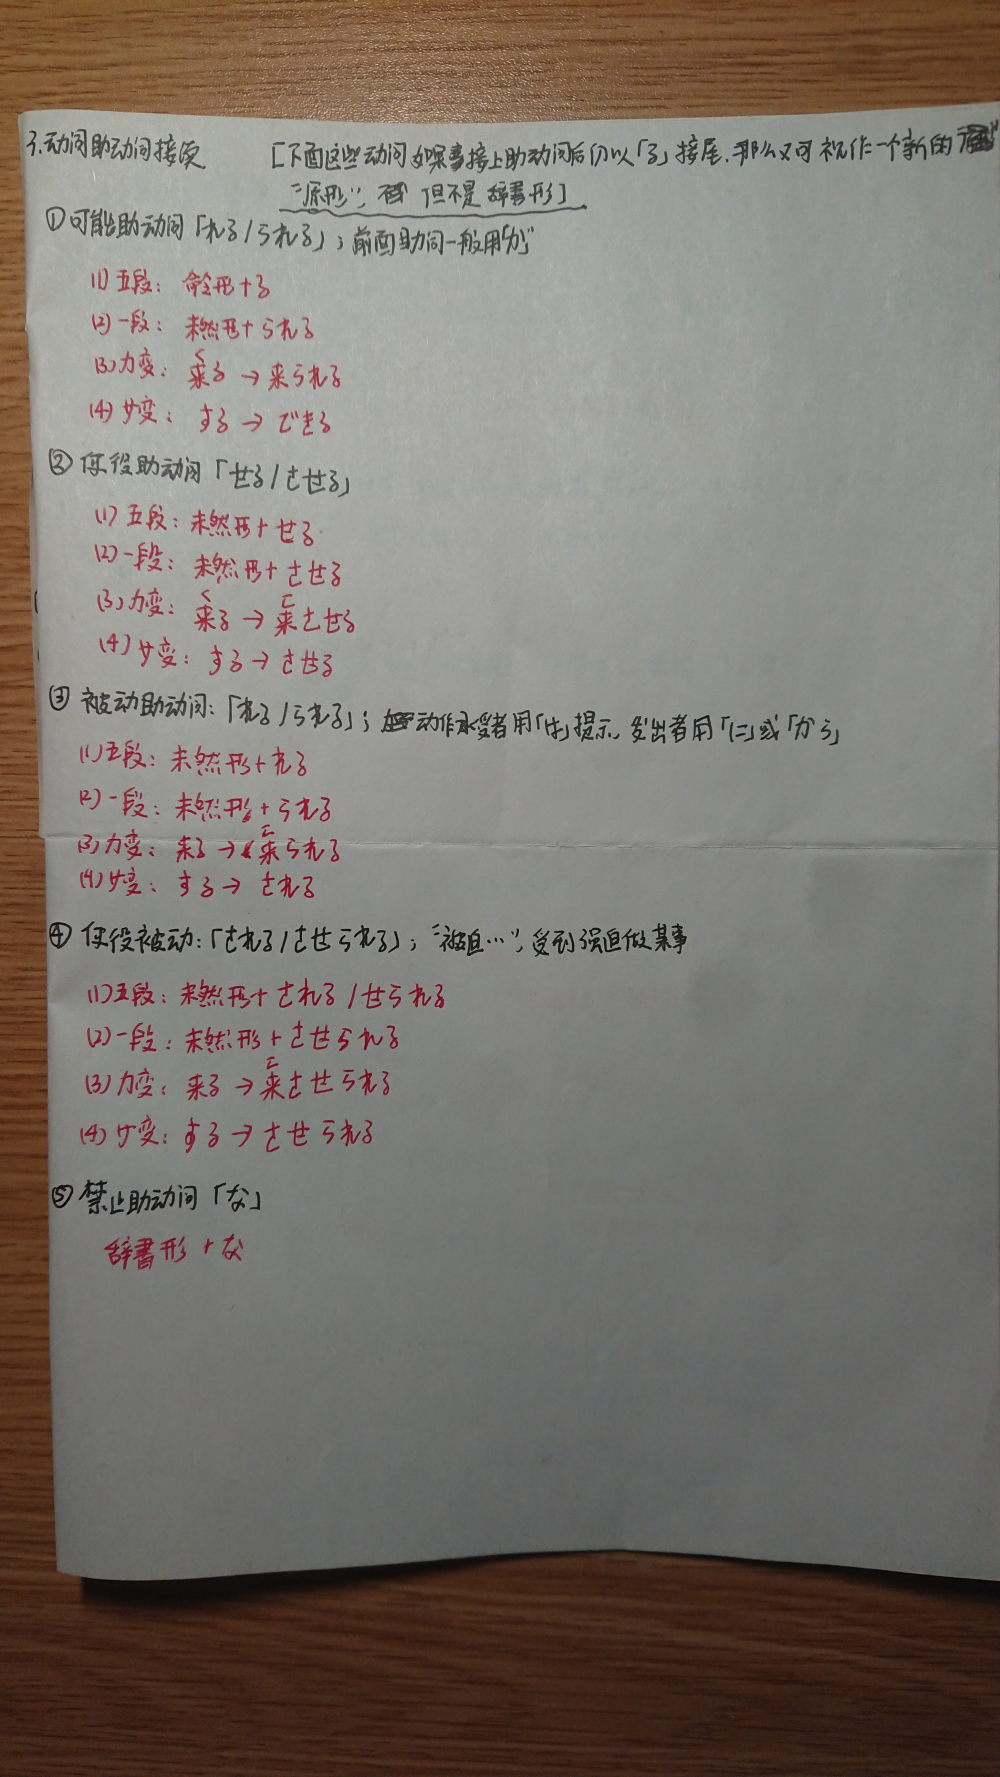 3.动词助动词接续 [下面这些动词如果接上助动词后仍以「る」接尾.那么又可视作一个新的
“原形”,但不是辞書形]
①可能助动词「れる/られる」;前面助词一般用“が”
(1)五段:命令形+る
(2)一段:未然形+られる
(3)カ変:来る→来られる
く
(4)サ変:する→できる
②使役助动词「せる/させる」
(1)五段:未然形+せる
(2)一段:未然形+させる
(3)カ変:来る→来させる
く こ
(4)サ変:する→させる
③被动助动词:「れる/られる」;动作承受者用「は」提示,发出者用「に」或「から」
(1)五段:未然形+れる
(2)一段:未然形+られる
(3)カ変:来る→来られる
こ
(4)サ変:する→される
④使役被动:「される/させられる」;“被迫…”,受到强迫做某事
(1)五段:未然形+される/せられる
(2)一段:未然形+させられる
(3)カ変:来る→来させられる
こ
(4)サ変:する→させられる
⑤禁止助动词「な」
辞書形+な